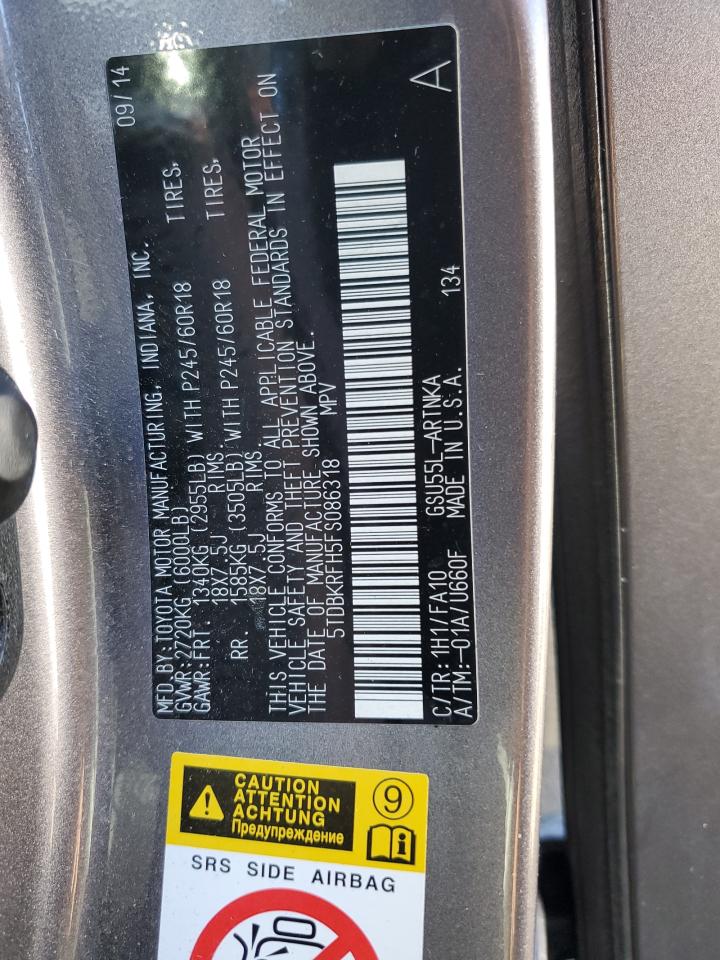 MFD.BY:TOYOTA MOTOR MANUFACTURING, INDIANA, INC. 09/14
GVWR:2720KG (6000LB)
GAWR:FRT. 1340KG (2955LB) WITH P245/60R18 TIRES,
18X7.5J RIMS.
RR. 1585KG (3505LB) WITH P245/60R18 TIRES,
18X7.5J RIMS.
THIS VEHICLE CONFORMS TO ALL APPLICABLE FEDERAL MOTOR
VEHICLE SAFETY AND THEFT PREVENTION STANDARDS IN EFFECT ON
THE DATE OF MANUFACTURE SHOWN ABOVE.
5TDBKRFH5FS086318 MPV
C/TR:1H1/FA10 GSU55L-ARTNKA 134 A
A/TM:-01A/U660F MADE IN U.S.A.
CAUTION
ATTENTION
ACHTUNG
Предупреждение
9
SRS SIDE AIRBAG